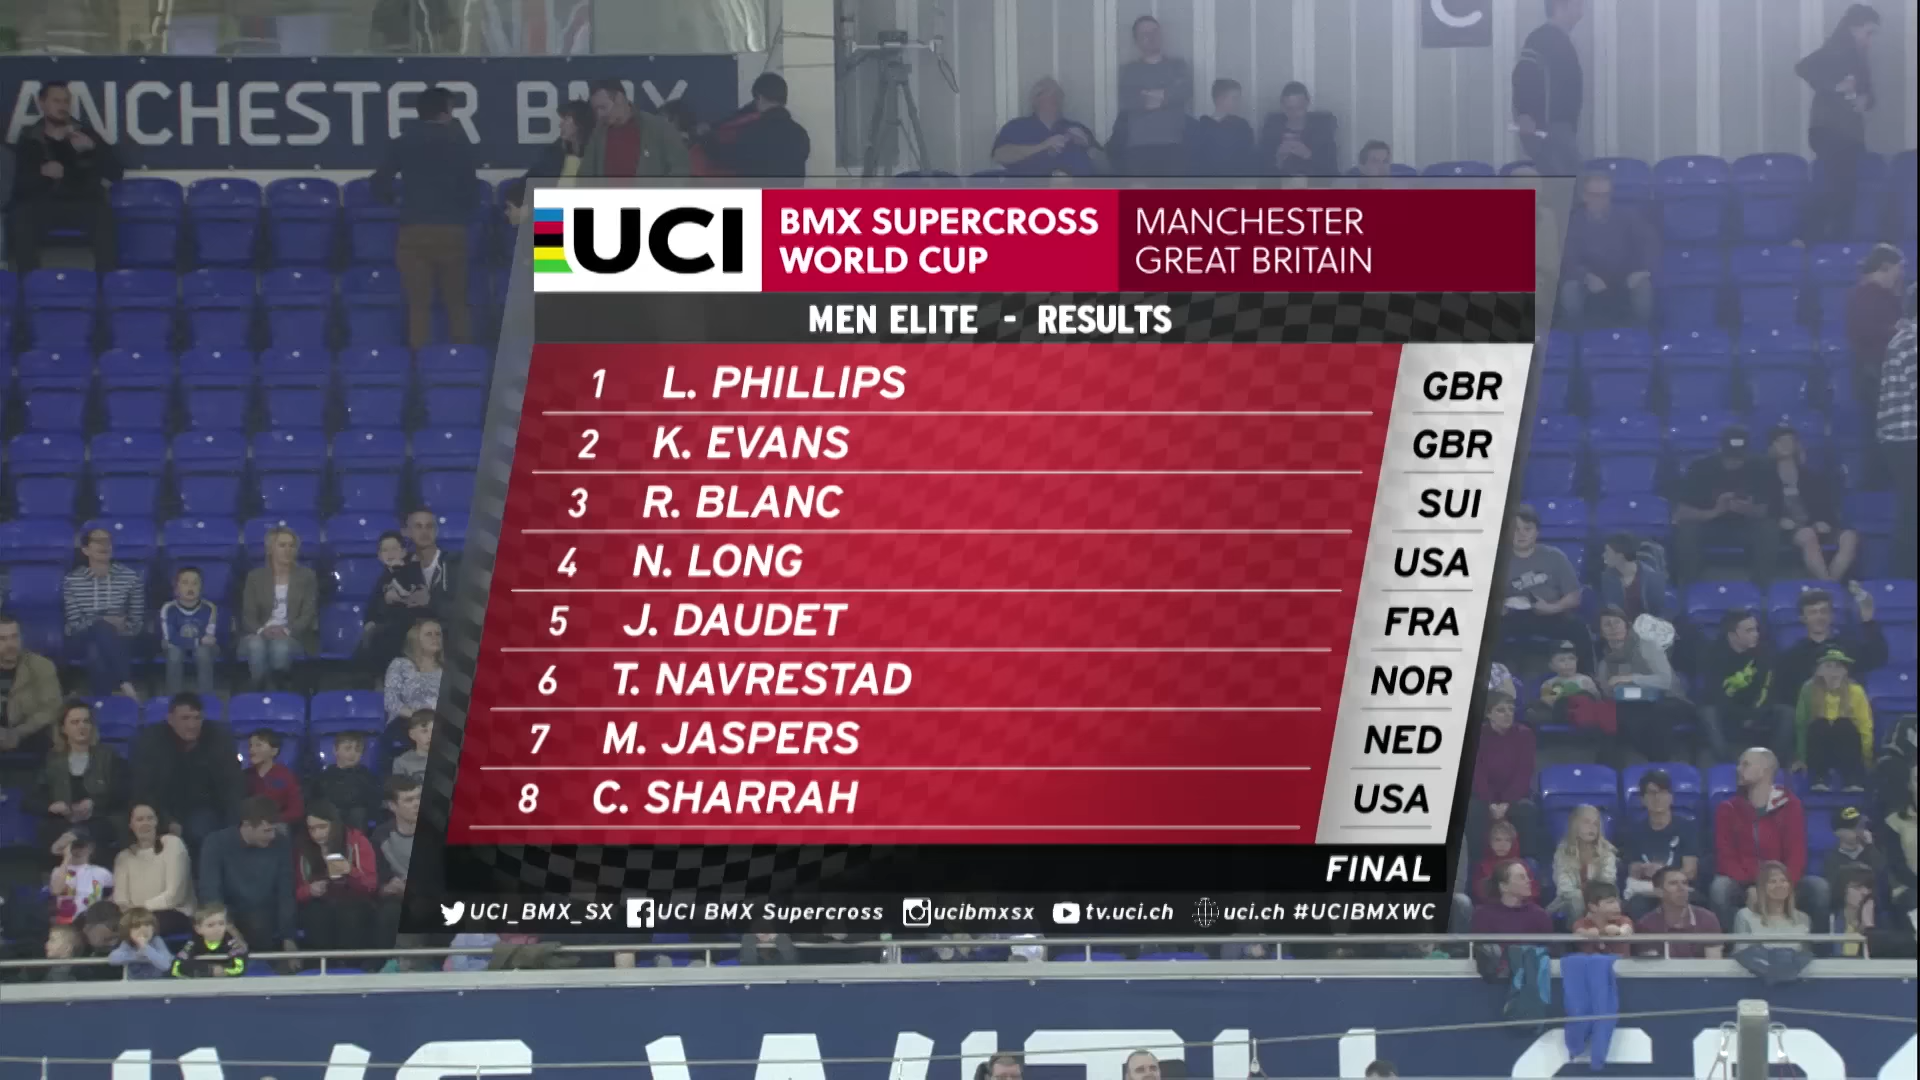 C
ANCHESTER BMX
UCI
BMX SUPERCROSS
WORLD CUP
MANCHESTER
GREAT BRITAIN
MEN ELITE - RESULTS
1 L. PHILLIPS GBR
2 K. EVANS GBR
3 R. BLANC SUI
4 N. LONG USA
5 J. DAUDET FRA
6 T. NAVRESTAD NOR
7 M. JASPERS NED
8 C. SHARRAH USA
FINAL
UCI_BMX_SX UCI BMX Supercross ucibmxsx tv.uci.ch uci.ch #UCIBMXWC